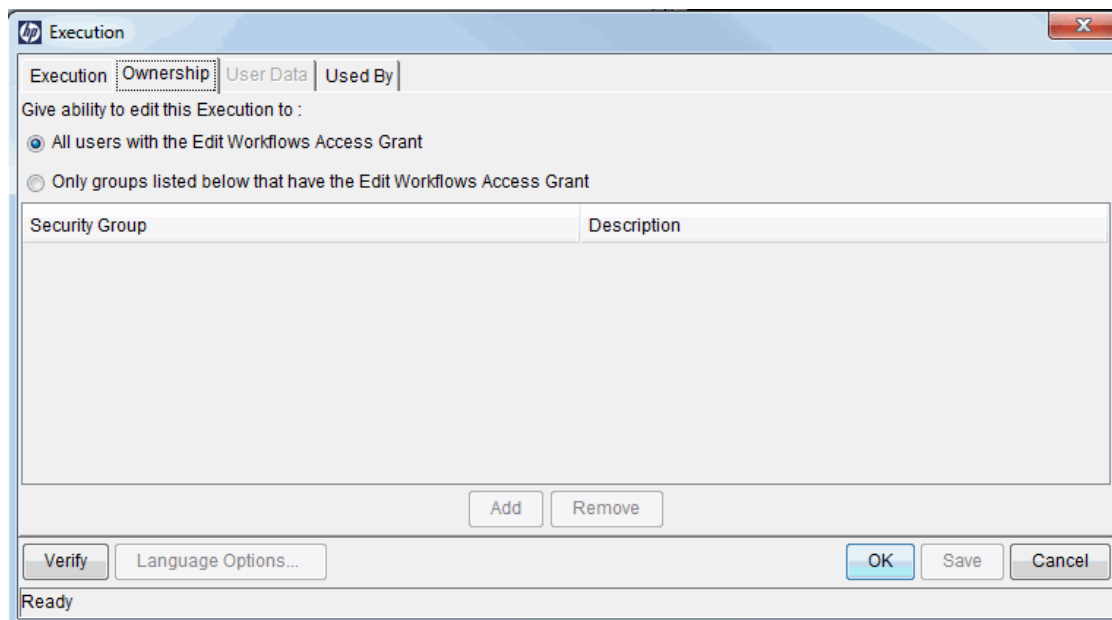 hp Execution
Execution Ownership User Data Used By
Give ability to edit this Execution to :
All users with the Edit Workflows Access Grant
Only groups listed below that have the Edit Workflows Access Grant
Security Group Description
Add Remove
Verify Language Options... OK Save Cancel
Ready